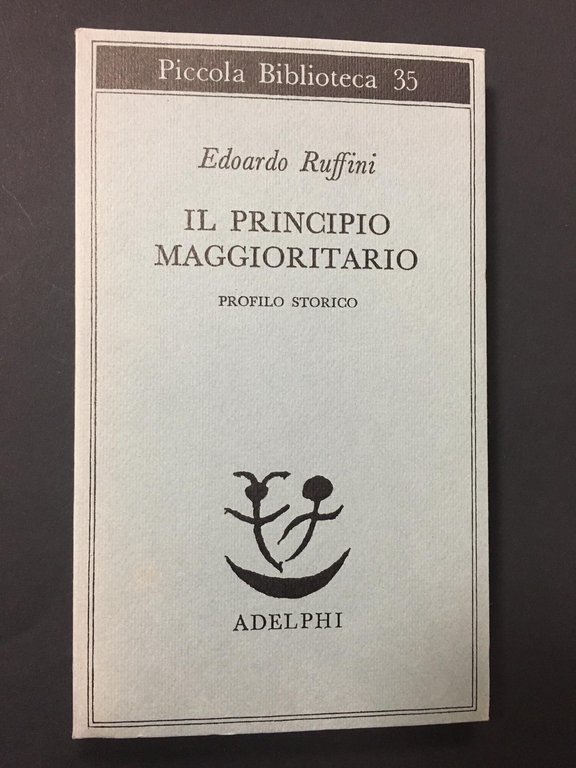 Piccola Biblioteca 35
Edoardo Ruffini
IL PRINCIPIO
MAGGIORITARIO
PROFILO STORICO
ADELPHI